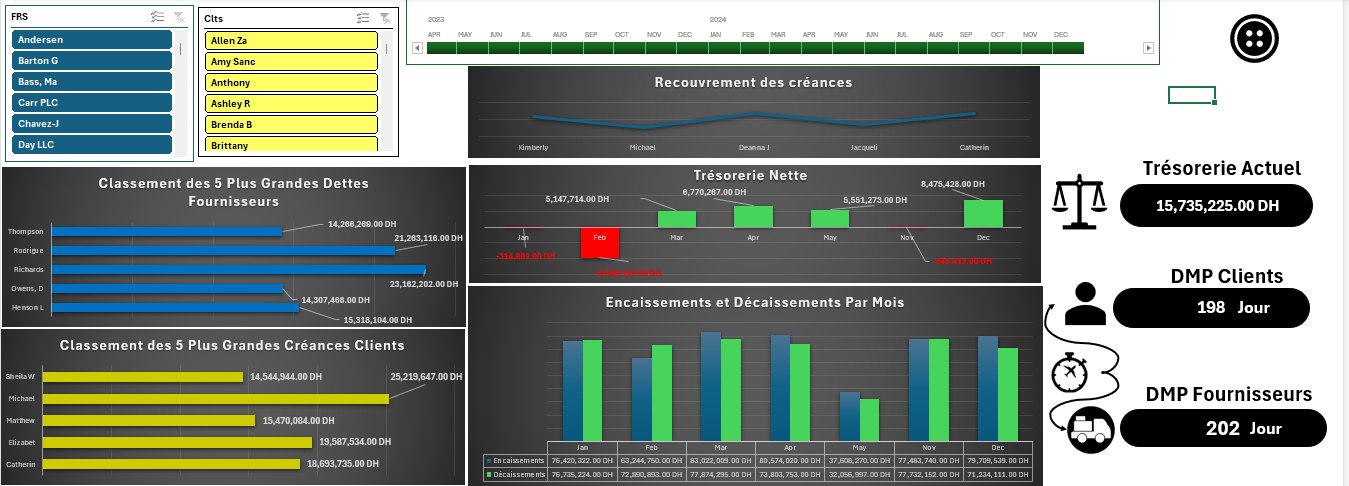 FRS
Andersen
Barton G
Bass, Ma
Carr PLC
Chavez-J
Day LLC
Clts
Allen Za
Amy Sanc
Anthony
Ashley R
Brenda B
Brittany
2023 2024
APR MAY JUN JUL AUG SEP OCT NOV DEC JAN FEB MAR APR MAY JUN JUL AUG SEP OCT NOV DEC
Recouvrement des créances
Kimberly Michael Deanna J Jacqueli Catherin
Classement des 5 Plus Grandes Dettes
Fournisseurs
Thompson 14,266,269.00 DH
Rodrigue 21,263,116.00 DH
Richards 23,162,202.00 DH
Owens, D 14,307,468.00 DH
Henson L 15,318,104.00 DH
Trésorerie Nette
5,147,714.00 DH 6,770,267.00 DH 5,551,273.00 DH 8,475,428.00 DH
Jan Feb Mar Apr May Nov Dec
Classement des 5 Plus Grandes Créances Clients
Sheila W 14,544,944.00 DH
Michael 25,219,647.00 DH
Matthew 15,470,084.00 DH
Elizabet 19,587,534.00 DH
Catherin 18,693,735.00 DH
Encaissements et Décaissements Par Mois
Jan Feb Mar Apr May Nov Dec
Encaissements 76,420,322.00 DH 63,244,750.00 DH 83,022,009.00 DH 80,574,020.00 DH 37,608,270.00 DH 77,483,740.00 DH 79,709,539.00 DH
Décaissements 76,735,224.00 DH 72,890,893.00 DH 77,874,295.00 DH 73,803,753.00 DH 32,056,997.00 DH 77,732,152.00 DH 71,234,111.00 DH
Trésorerie Actuel
15,735,225.00 DH
DMP Clients
198 Jour
DMP Fournisseurs
202 Jour